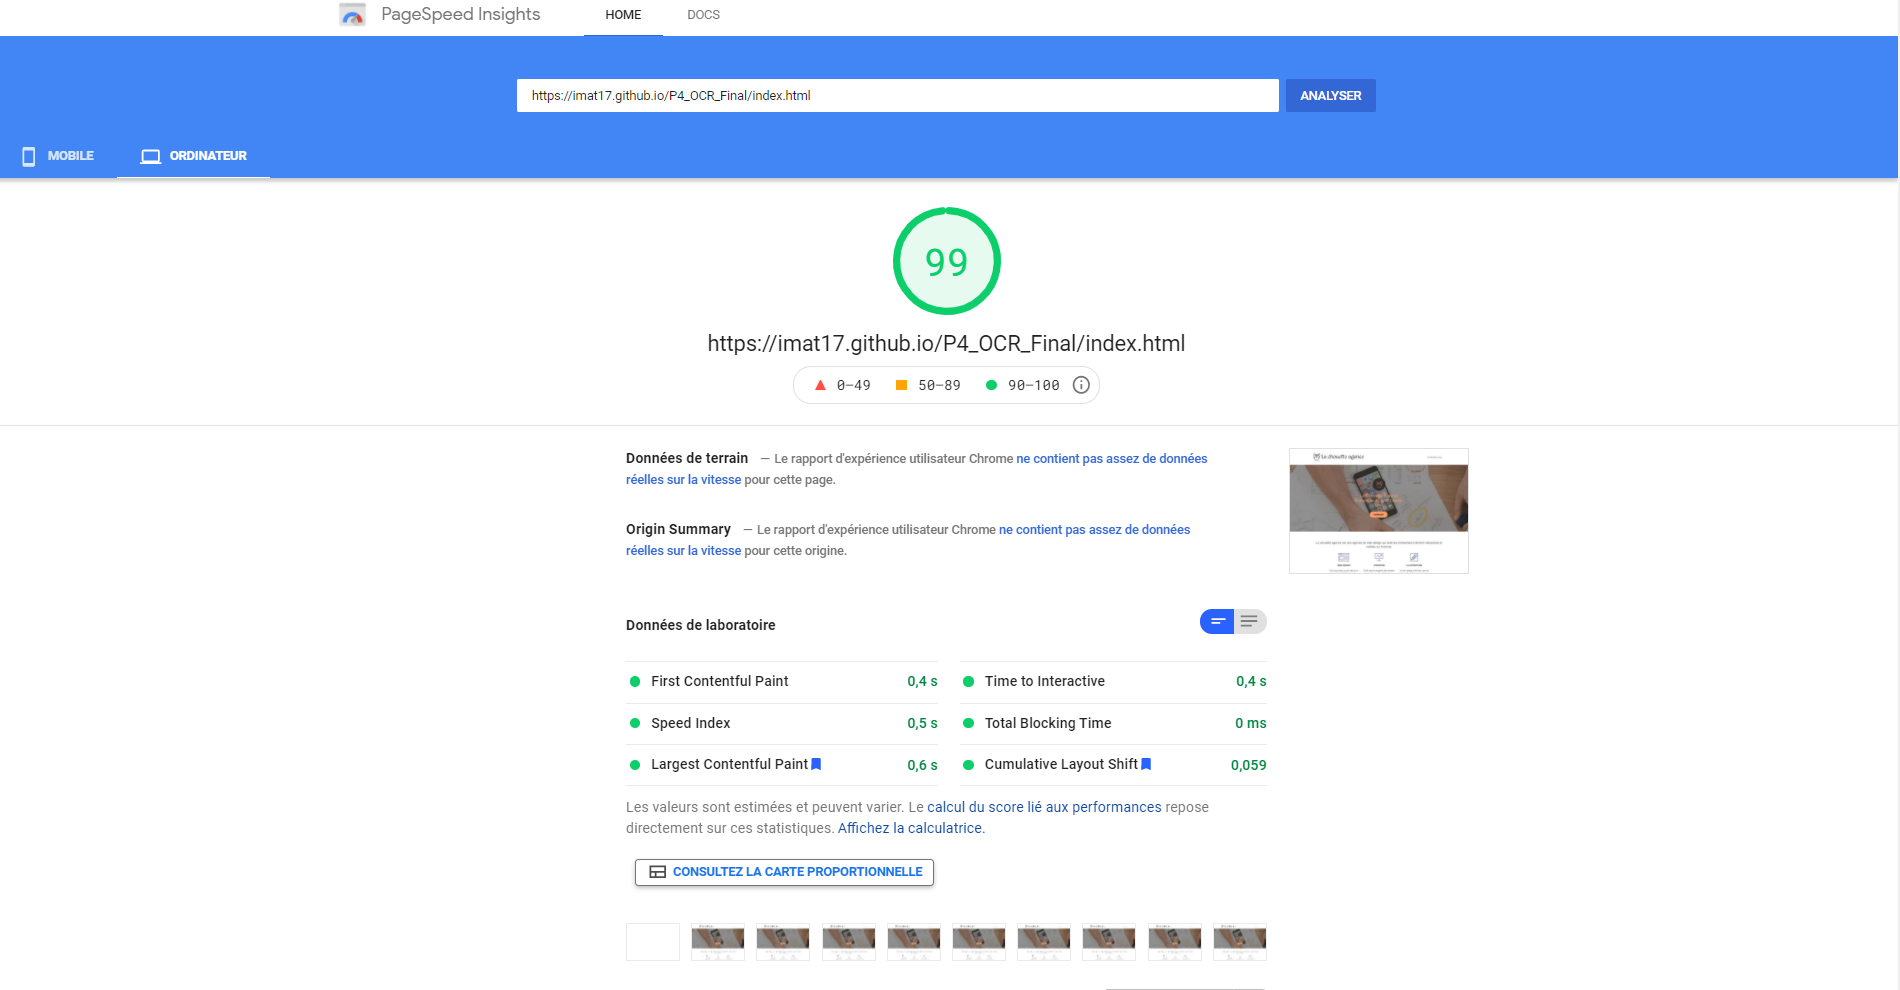 PageSpeed Insights
HOME
DOCS
https://imat17.github.io/P4_OCR_Final/index.html
ANALYSER
MOBILE
ORDINATEUR
99
https://imat17.github.io/P4_OCR_Final/index.html
0–49
50–89
90–100
Données de terrain — Le rapport d'expérience utilisateur Chrome ne contient pas assez de données
réelles sur la vitesse pour cette page.
Origin Summary — Le rapport d'expérience utilisateur Chrome ne contient pas assez de données
réelles sur la vitesse pour cette origine.
Données de laboratoire
First Contentful Paint 0,4 s
Time to Interactive 0,4 s
Speed Index 0,5 s
Total Blocking Time 0 ms
Largest Contentful Paint 0,6 s
Cumulative Layout Shift 0,059
Les valeurs sont estimées et peuvent varier. Le calcul du score lié aux performances repose
directement sur ces statistiques. Affichez la calculatrice.
CONSULTEZ LA CARTE PROPORTIONNELLE